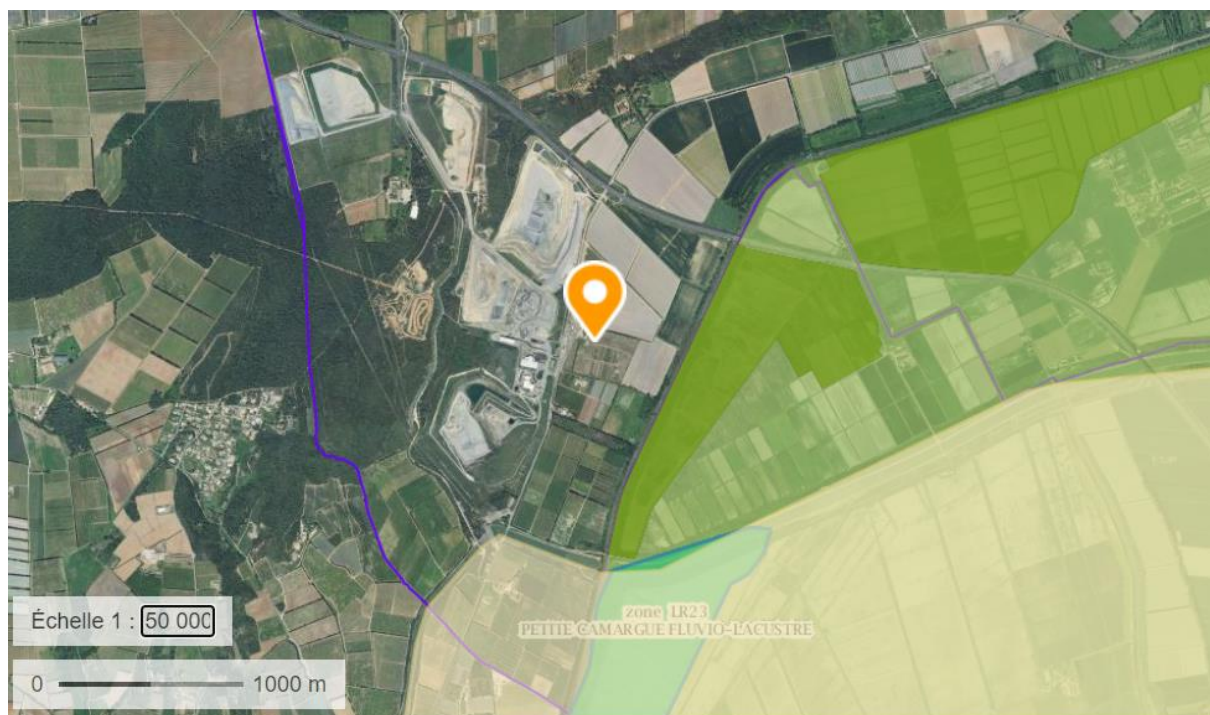 zone LR23
PETITE CAMARGUE FLUVIO-LACUSTRE
Échelle 1 : 50 000
0 1000 m